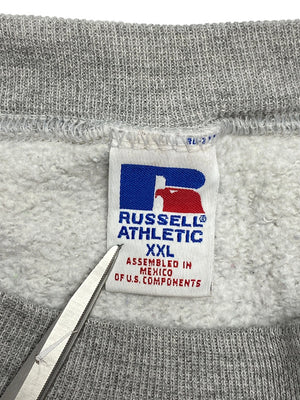 RUSSELL®
ATHLETIC
XXL
ASSEMBLED IN
MEXICO
OF U.S. COMPONENTS